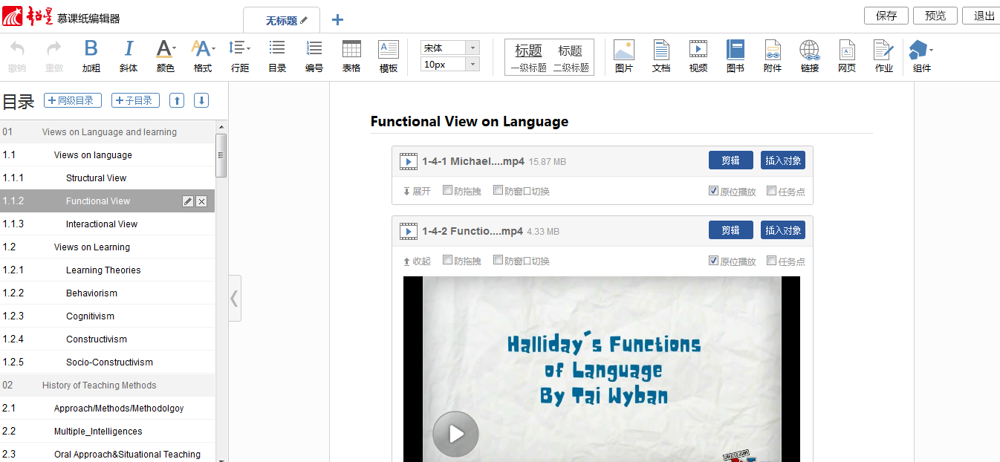 超星 慕课纸编辑器
无标题
保存 预览 退出
撤销 重做 加粗 斜体 颜色 格式 行距 目录 编号 表格 模板
宋体
10px
标题 标题
一级标题 二级标题
图片 文档 视频 图书 附件 链接 网页 作业 组件
目录 +同级目录 +子目录
01 Views on Language and learning
1.1 Views on language
1.1.1 Structural View
1.1.2 Functional View
1.1.3 Interactional View
1.2 Views on Learning
1.2.1 Learning Theories
1.2.2 Behaviorism
1.2.3 Cognitivism
1.2.4 Constructivism
1.2.5 Socio-Constructivism
02 History of Teaching Methods
2.1 Approach/Methods/Methodolgoy
2.2 Multiple_Intelligences
2.3 Oral Approach&Situational Teaching
Functional View on Language
1-4-1 Michael....mp4 15.87 MB 剪辑 插入对象
展开 防拖拽 防窗口切换 原位播放 任务点
1-4-2 Functio....mp4 4.33 MB 剪辑 插入对象
收起 防拖拽 防窗口切换 原位播放 任务点
Halliday´s Functions
of Language
By Tai Wyban
CREATED USING